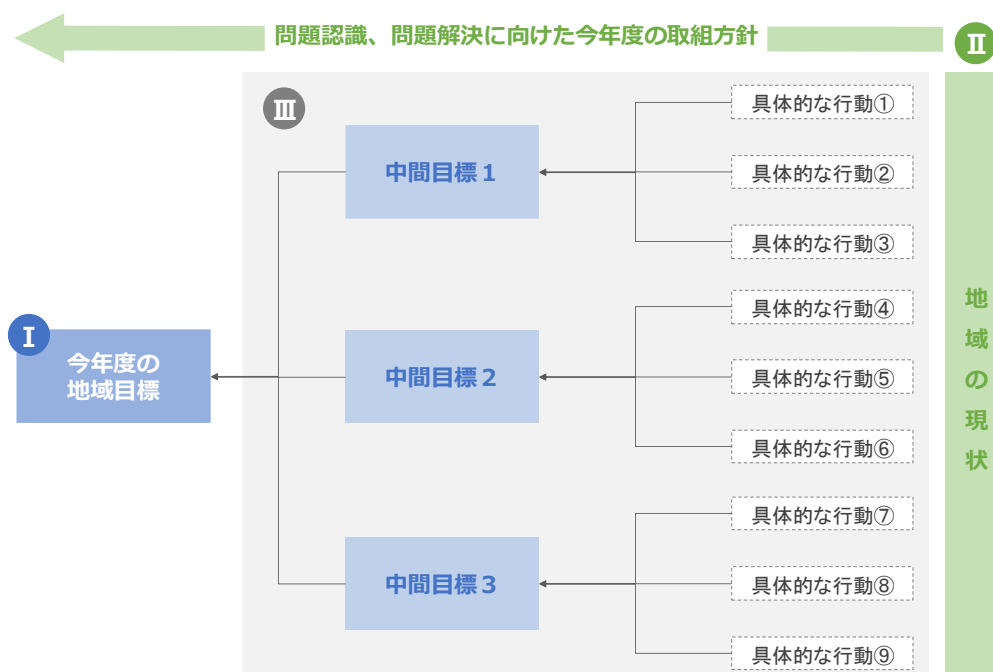 問題認識、問題解決に向けた今年度の取組方針
Ⅱ
Ⅲ
具体的な行動①
中間目標１
具体的な行動②
具体的な行動③
Ⅰ
今年度の
地域目標
具体的な行動④
中間目標２
具体的な行動⑤
具体的な行動⑥
具体的な行動⑦
中間目標３
具体的な行動⑧
具体的な行動⑨
地
域
の
現
状